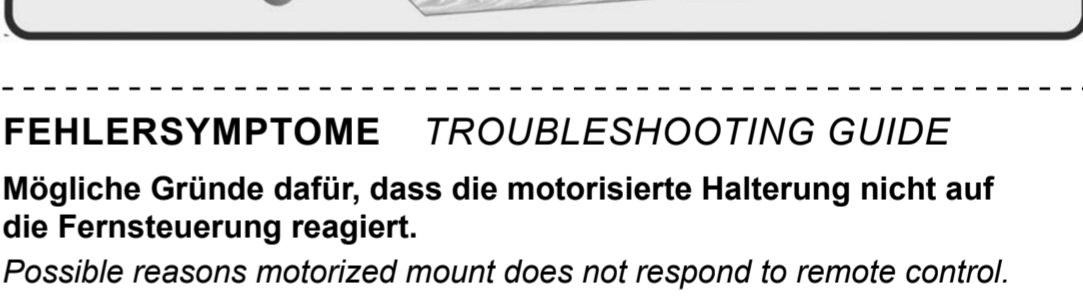 FEHLERSYMPTOME TROUBLESHOOTING GUIDE
Mögliche Gründe dafür, dass die motorisierte Halterung nicht auf
die Fernsteuerung reagiert.
Possible reasons motorized mount does not respond to remote control.